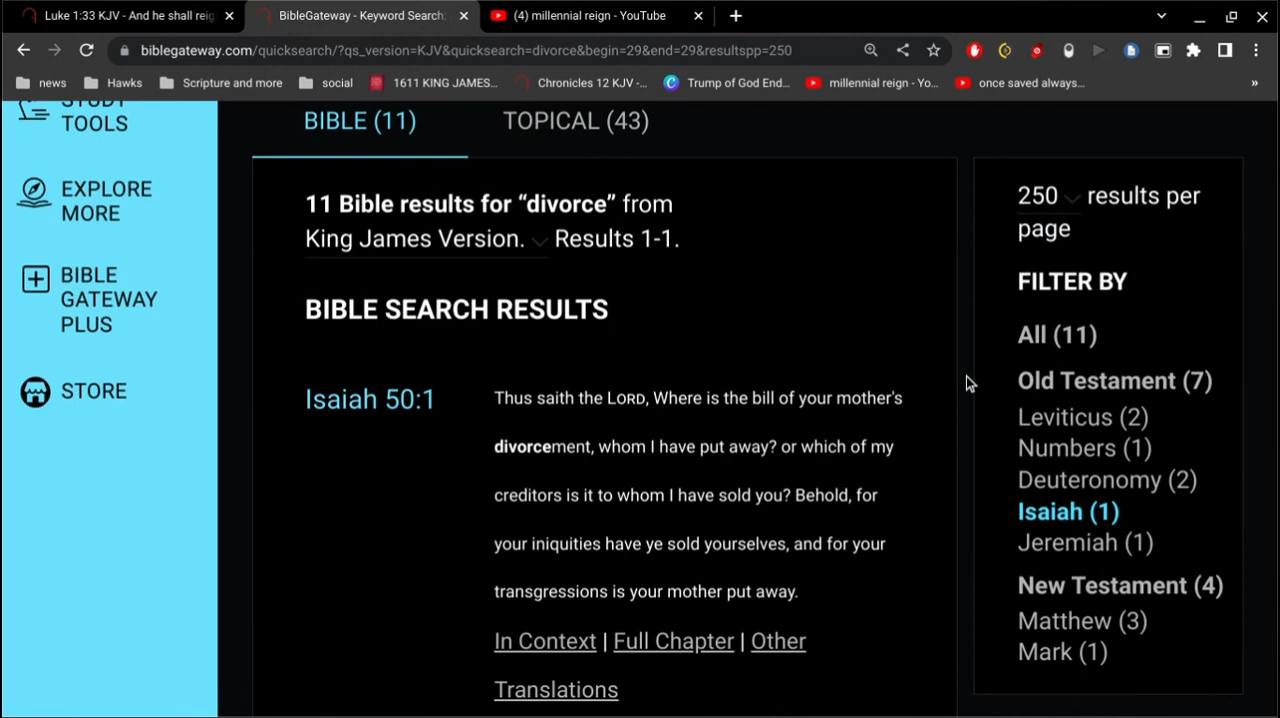 Luke 1:33 KJV - And he shall reig
BibleGateway - Keyword Search:
(4) millennial reign - YouTube
biblegateway.com/quicksearch/?qs_version=KJV&quicksearch=divorce&begin=29&end=29&resultspp=250
news
Hawks
Scripture and more
social
1611 KING JAMES...
Chronicles 12 KJV -...
Trump of God End...
millennial reign - Yo...
once saved always...
»
STUDY
TOOLS
EXPLORE
MORE
BIBLE
GATEWAY
PLUS
STORE
BIBLE (11)
TOPICAL (43)
11 Bible results for “divorce” from
King James Version. Results 1-1.
BIBLE SEARCH RESULTS
Isaiah 50:1
Thus saith the LORD, Where is the bill of your mother's
divorcement, whom I have put away? or which of my
creditors is it to whom I have sold you? Behold, for
your iniquities have ye sold yourselves, and for your
transgressions is your mother put away.
In Context | Full Chapter | Other
Translations
250 results per
page
FILTER BY
All (11)
Old Testament (7)
Leviticus (2)
Numbers (1)
Deuteronomy (2)
Isaiah (1)
Jeremiah (1)
New Testament (4)
Matthew (3)
Mark (1)